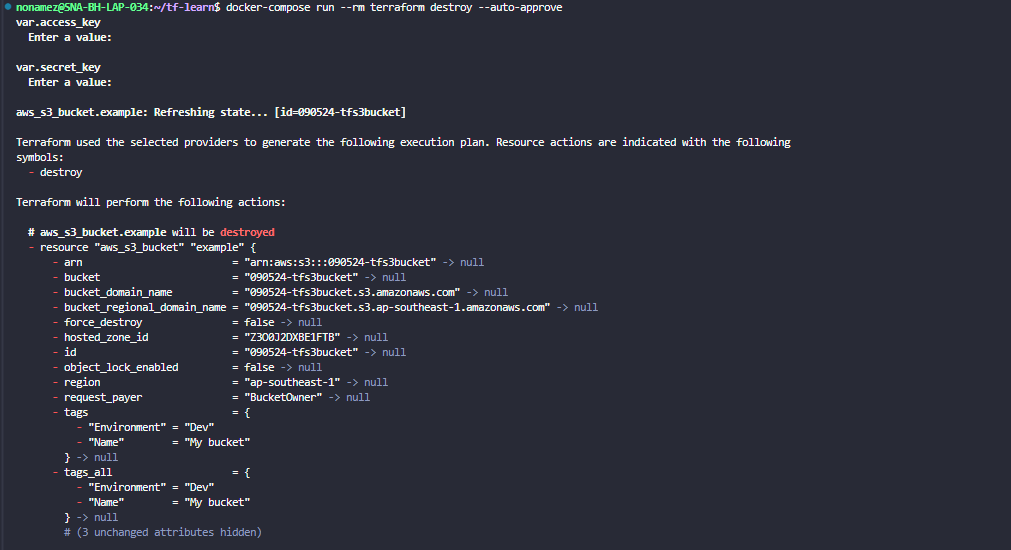 nonamez@SNA-BH-LAP-034:~/tf-learn$ docker-compose run --rm terraform destroy --auto-approve
var.access_key
  Enter a value:
var.secret_key
  Enter a value:
aws_s3_bucket.example: Refreshing state... [id=090524-tfs3bucket]
Terraform used the selected providers to generate the following execution plan. Resource actions are indicated with the following
symbols:
  - destroy
Terraform will perform the following actions:
  # aws_s3_bucket.example will be destroyed
  - resource "aws_s3_bucket" "example" {
      - arn                         = "arn:aws:s3:::090524-tfs3bucket" -> null
      - bucket                      = "090524-tfs3bucket" -> null
      - bucket_domain_name          = "090524-tfs3bucket.s3.amazonaws.com" -> null
      - bucket_regional_domain_name = "090524-tfs3bucket.s3.ap-southeast-1.amazonaws.com" -> null
      - force_destroy               = false -> null
      - hosted_zone_id              = "Z3O0J2DXBE1FTB" -> null
      - id                          = "090524-tfs3bucket" -> null
      - object_lock_enabled         = false -> null
      - region                      = "ap-southeast-1" -> null
      - request_payer               = "BucketOwner" -> null
      - tags                        = {
          - "Environment" = "Dev"
          - "Name"        = "My bucket"
        } -> null
      - tags_all                    = {
          - "Environment" = "Dev"
          - "Name"        = "My bucket"
        } -> null
        # (3 unchanged attributes hidden)